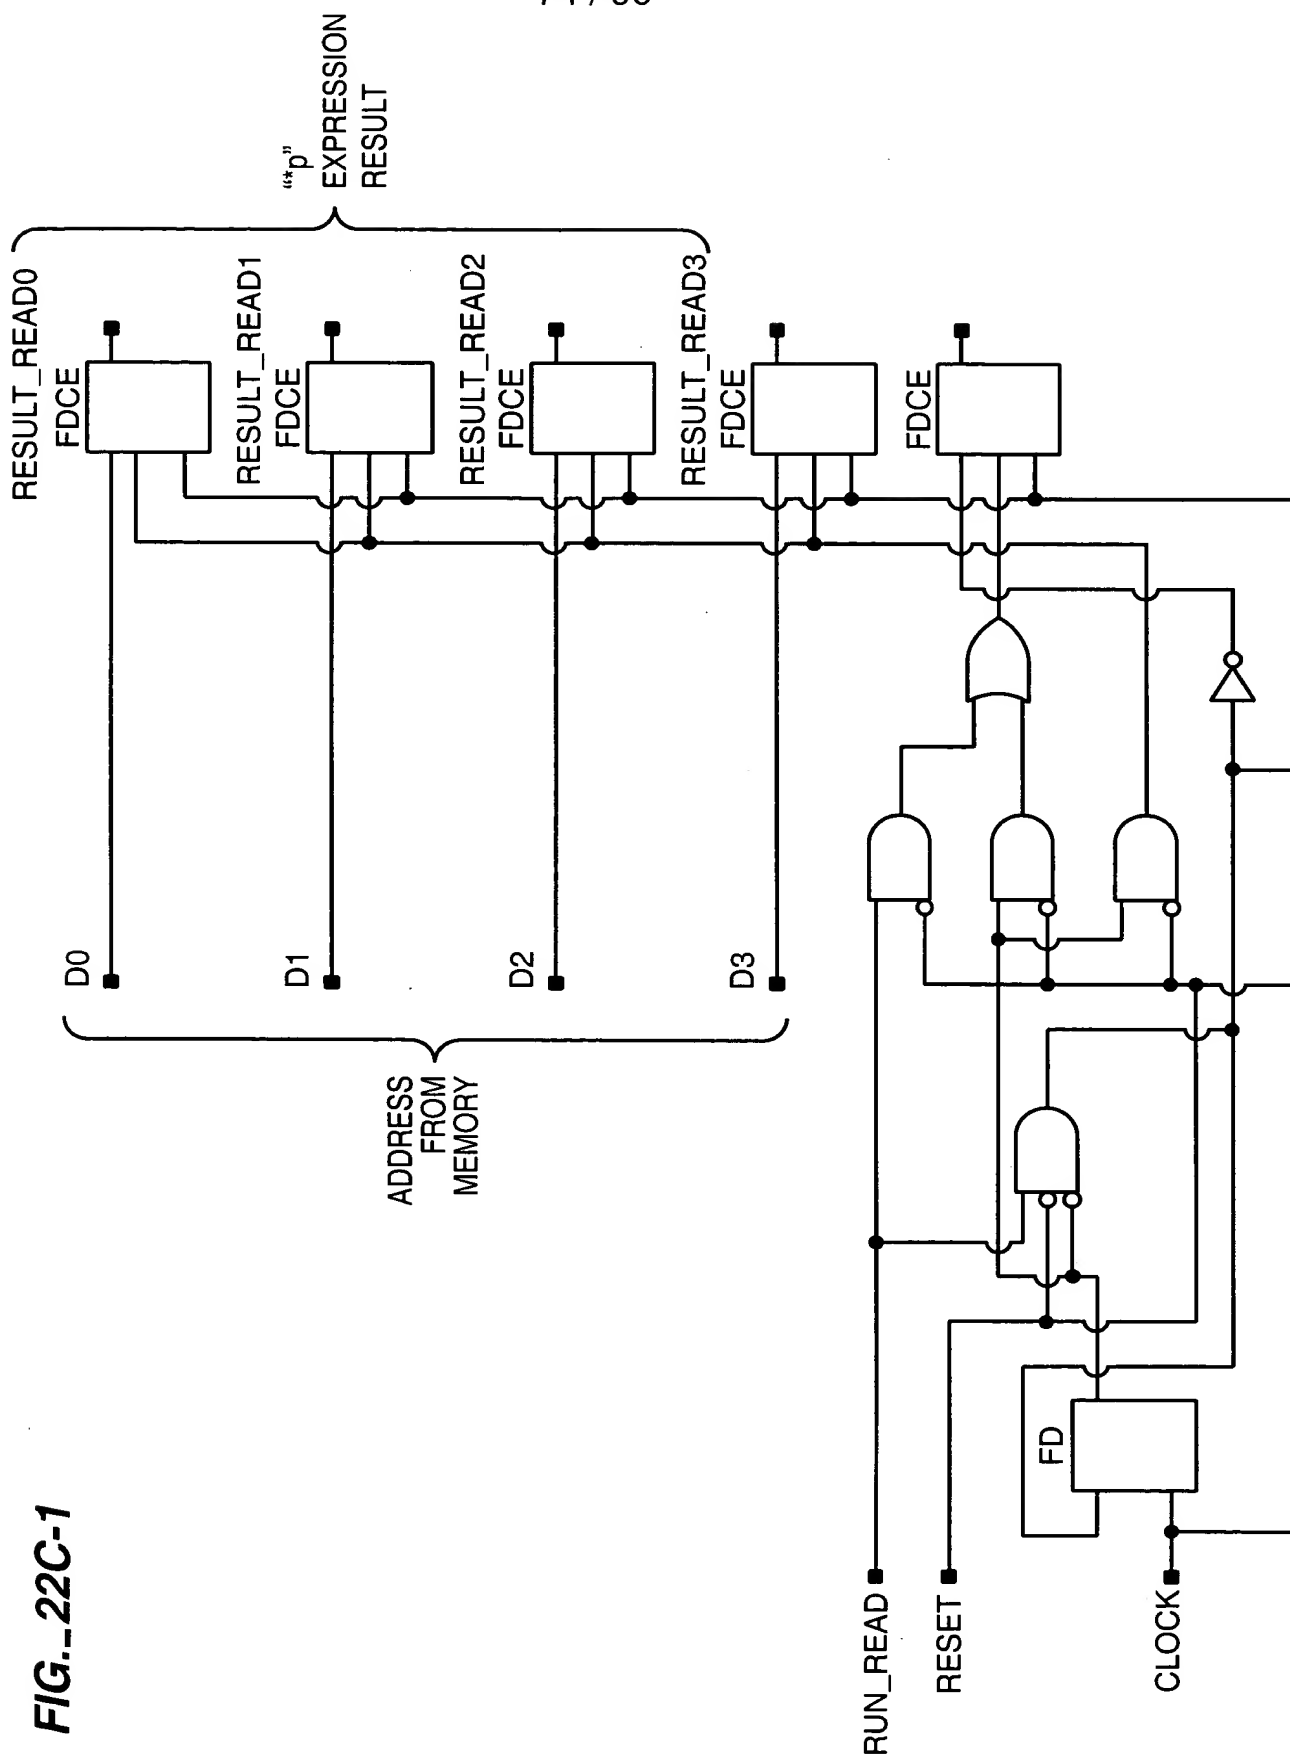 FIG._22C-1
RESULT_READ0
FDCE
RESULT_READ1
FDCE
RESULT_READ2
FDCE
RESULT_READ3
FDCE
FDCE
"*p"
EXPRESSION
RESULT
D0
D1
D2
D3
ADDRESS
FROM
MEMORY
FD
RUN_READ
RESET
CLOCK